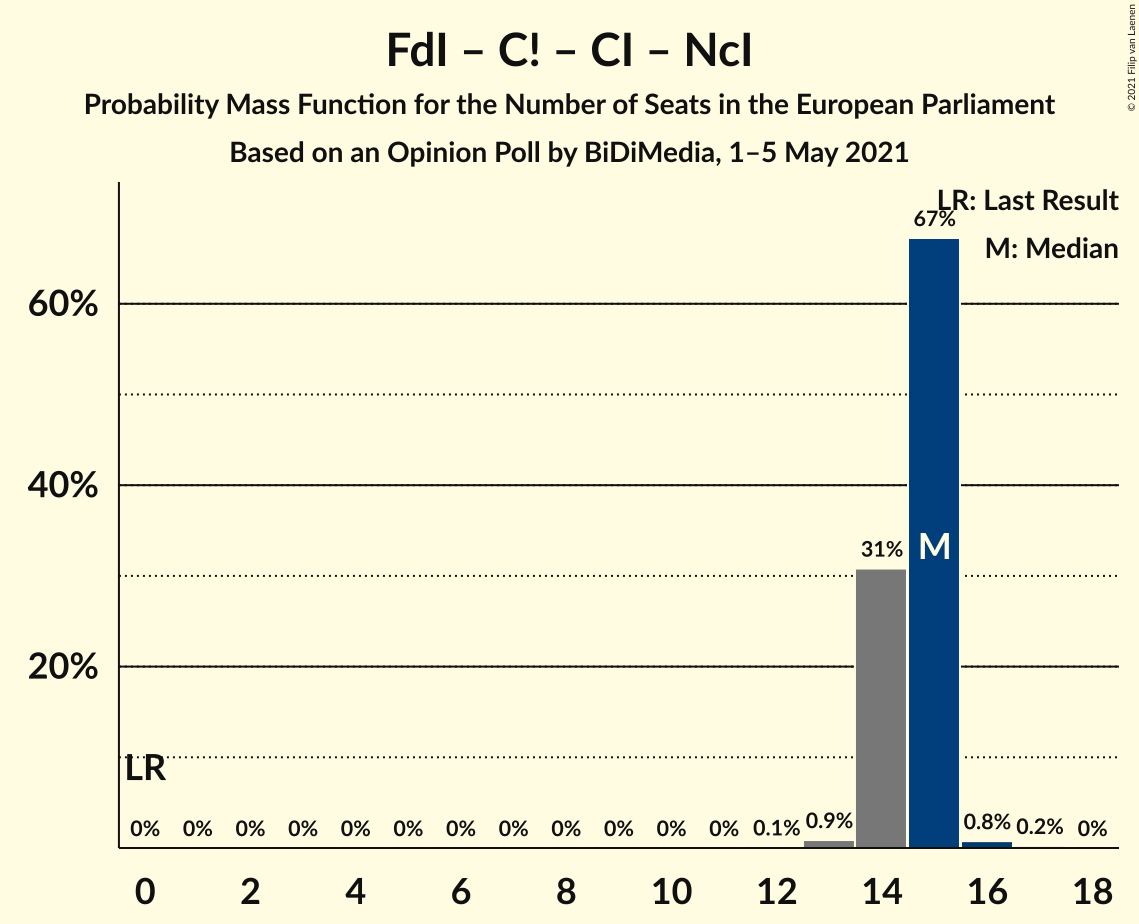 FdI – C! – CI – NcI
Probability Mass Function for the Number of Seats in the European Parliament
Based on an Opinion Poll by BiDiMedia, 1–5 May 2021
© 2021 Filip van Laenen
LR: Last Result
M: Median
67%
60%
40%
31%
M
20%
LR
0% 0% 0% 0% 0% 0% 0% 0% 0% 0% 0% 0% 0.1% 0.9% 0.8% 0.2% 0%
0 2 4 6 8 10 12 14 16 18